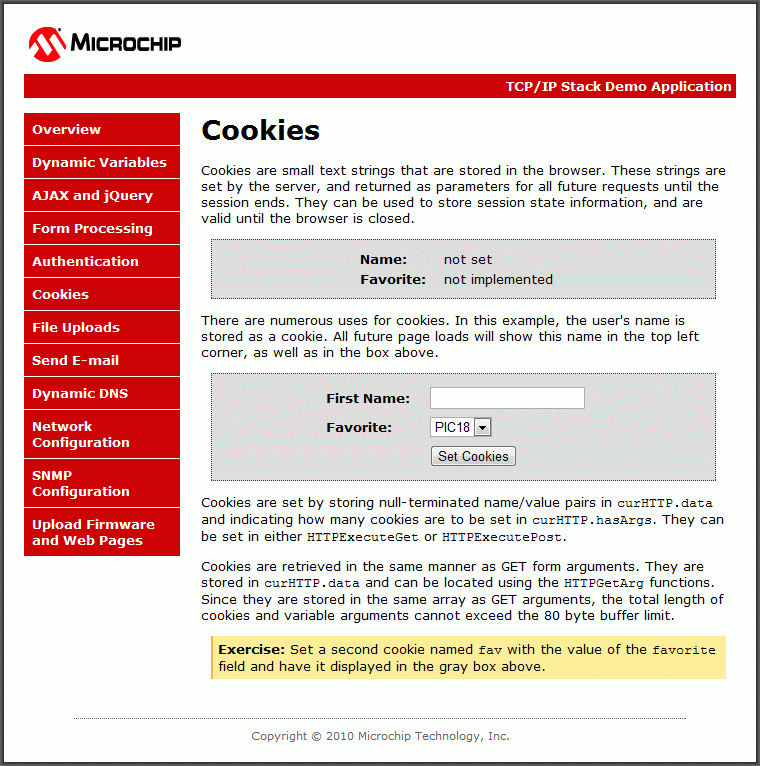 MICROCHIP
TCP/IP Stack Demo Application
Overview
Dynamic Variables
AJAX and jQuery
Form Processing
Authentication
Cookies
File Uploads
Send E-mail
Dynamic DNS
Network
Configuration
SNMP
Configuration
Upload Firmware
and Web Pages
Cookies
Cookies are small text strings that are stored in the browser. These strings are
set by the server, and returned as parameters for all future requests until the
session ends. They can be used to store session state information, and are
valid until the browser is closed.
Name: not set
Favorite: not implemented
There are numerous uses for cookies. In this example, the user's name is
stored as a cookie. All future page loads will show this name in the top left
corner, as well as in the box above.
First Name:
Favorite: PIC18
Set Cookies
Cookies are set by storing null-terminated name/value pairs in curHTTP.data
and indicating how many cookies are to be set in curHTTP.hasArgs. They can
be set in either HTTPExecuteGet or HTTPExecutePost.
Cookies are retrieved in the same manner as GET form arguments. They are
stored in curHTTP.data and can be located using the HTTPGetArg functions.
Since they are stored in the same array as GET arguments, the total length of
cookies and variable arguments cannot exceed the 80 byte buffer limit.
Exercise: Set a second cookie named fav with the value of the favorite
field and have it displayed in the gray box above.
Copyright © 2010 Microchip Technology, Inc.